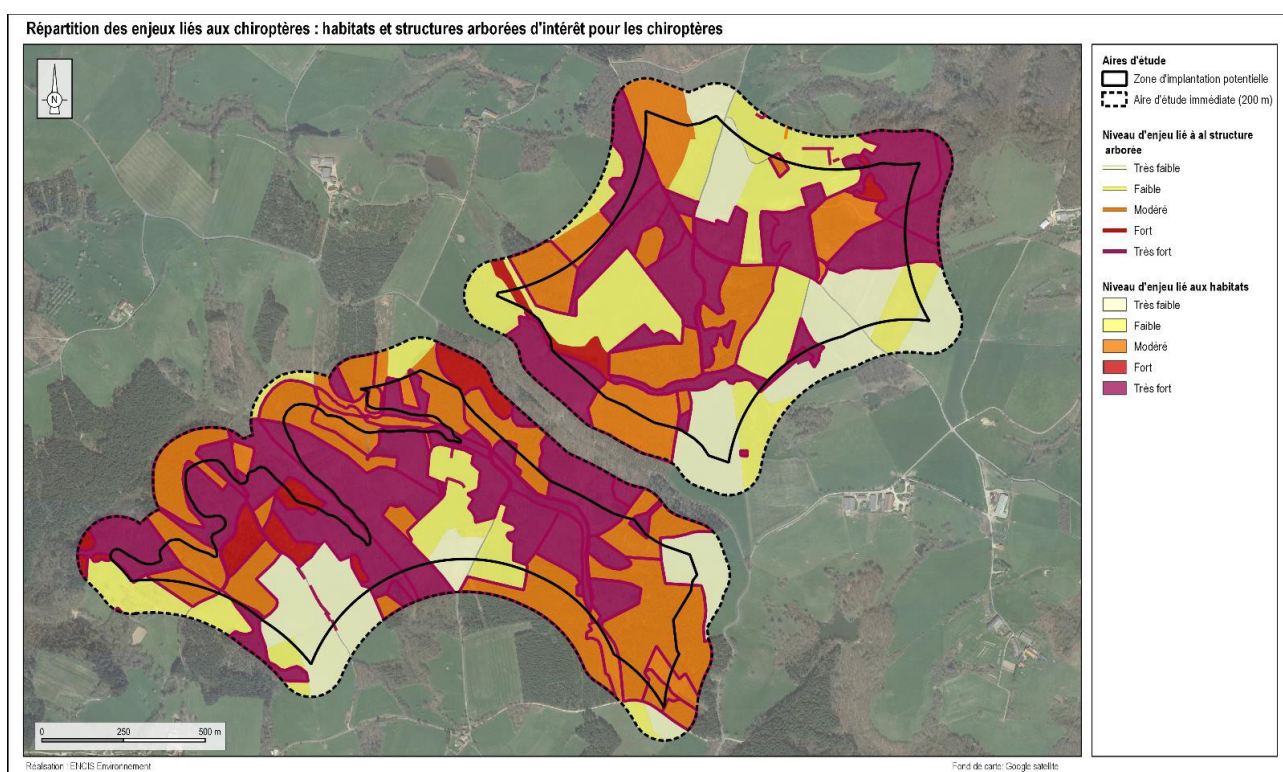 Répartition des enjeux liés aux chiroptères : habitats et structures arborées d'intérêt pour les chiroptères
N
0 250 500 m
Aires d'étude
Zone d'implantation potentielle
Aire d'étude immédiate (200 m)
Niveau d'enjeu lié à al structure
arborée
Très faible
Faible
Modéré
Fort
Très fort
Niveau d'enjeu lié aux habitats
Très faible
Faible
Modéré
Fort
Très fort
Réalisation : ENCIS Environnement
Fond de carte: Google satellite